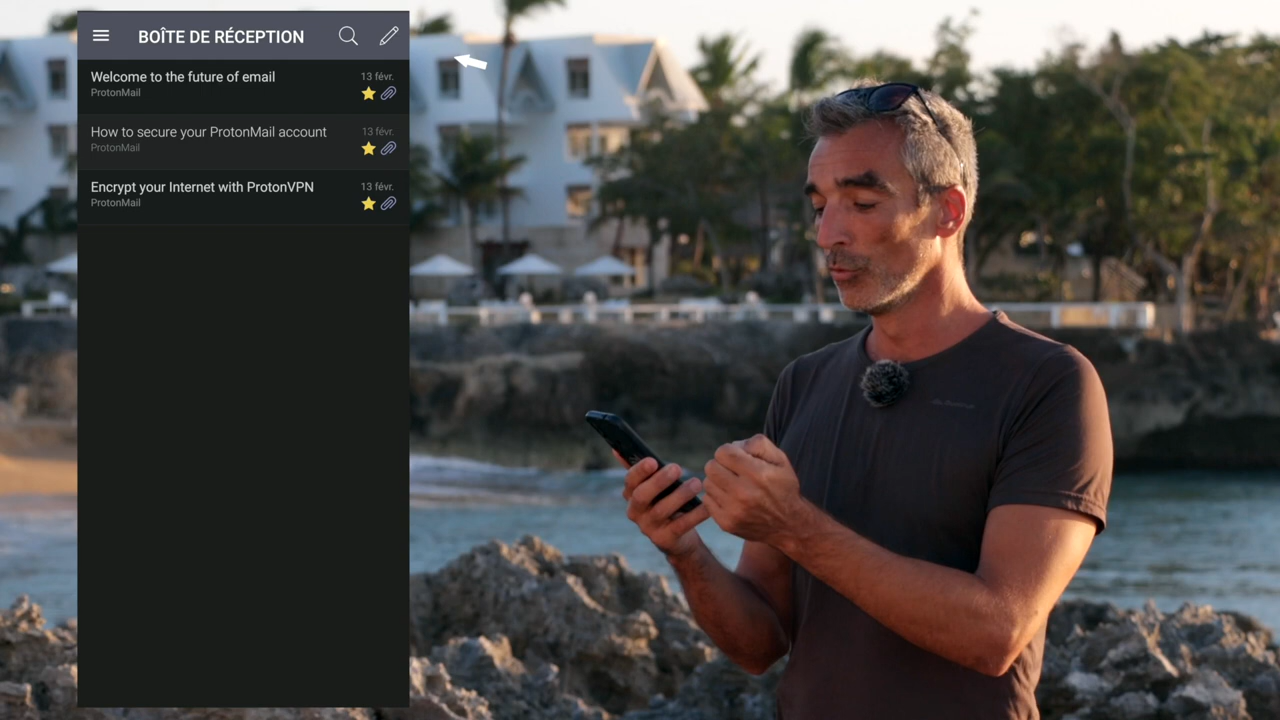 BOÎTE DE RÉCEPTION
Welcome to the future of email
13 févr.
ProtonMail
How to secure your ProtonMail account
13 févr.
ProtonMail
Encrypt your Internet with ProtonVPN
13 févr.
ProtonMail